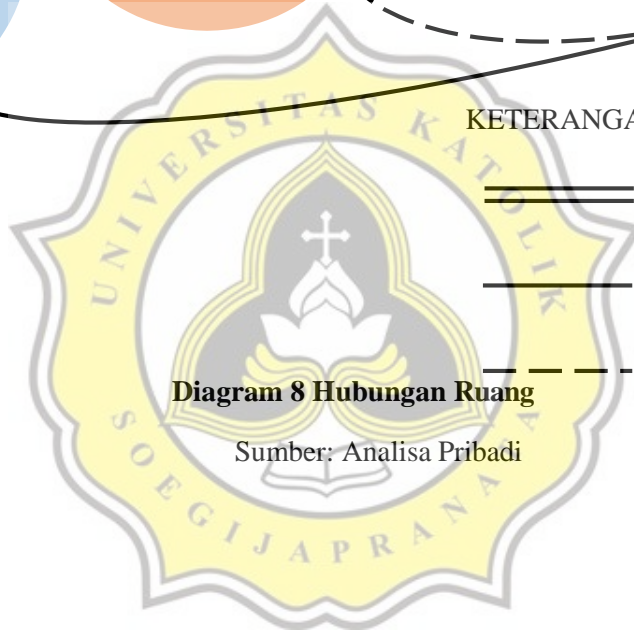 UNIVERSITAS KATOLIK
KETERANGA
Diagram 8 Hubungan Ruang
Sumber: Analisa Pribadi
SOEGIJAPRANATA